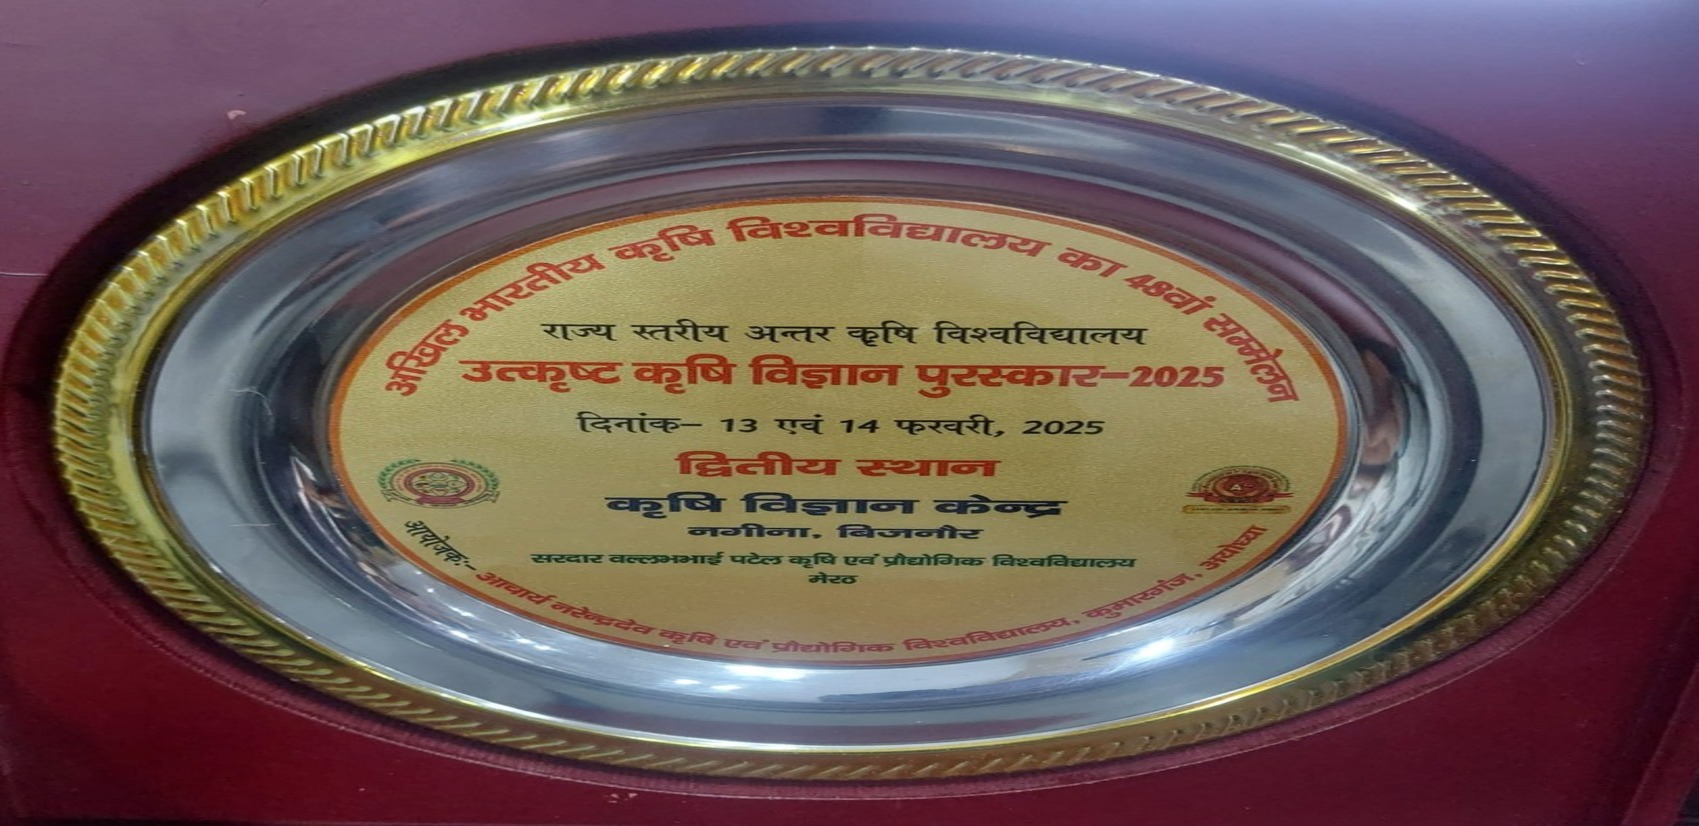 अखिल भारतीय कृषि विश्वविद्यालय का 48वां सम्मेलन
राज्य स्तरीय अन्तर कृषि विश्वविद्यालय
उत्कृष्ट कृषि विज्ञान पुरस्कार-2025
दिनांक- 13 एवं 14 फरवरी, 2025
द्वितीय स्थान
कृषि विज्ञान केन्द्र
नगीना, बिजनौर
सरदार वल्लभभाई पटेल कृषि एवं प्रौद्योगिक विश्वविद्यालय
मेरठ
आयोजक:- आचार्य नरेन्द्रदेव कृषि एवं प्रौद्योगिक विश्वविद्यालय, कुमारगंज, अयोध्या